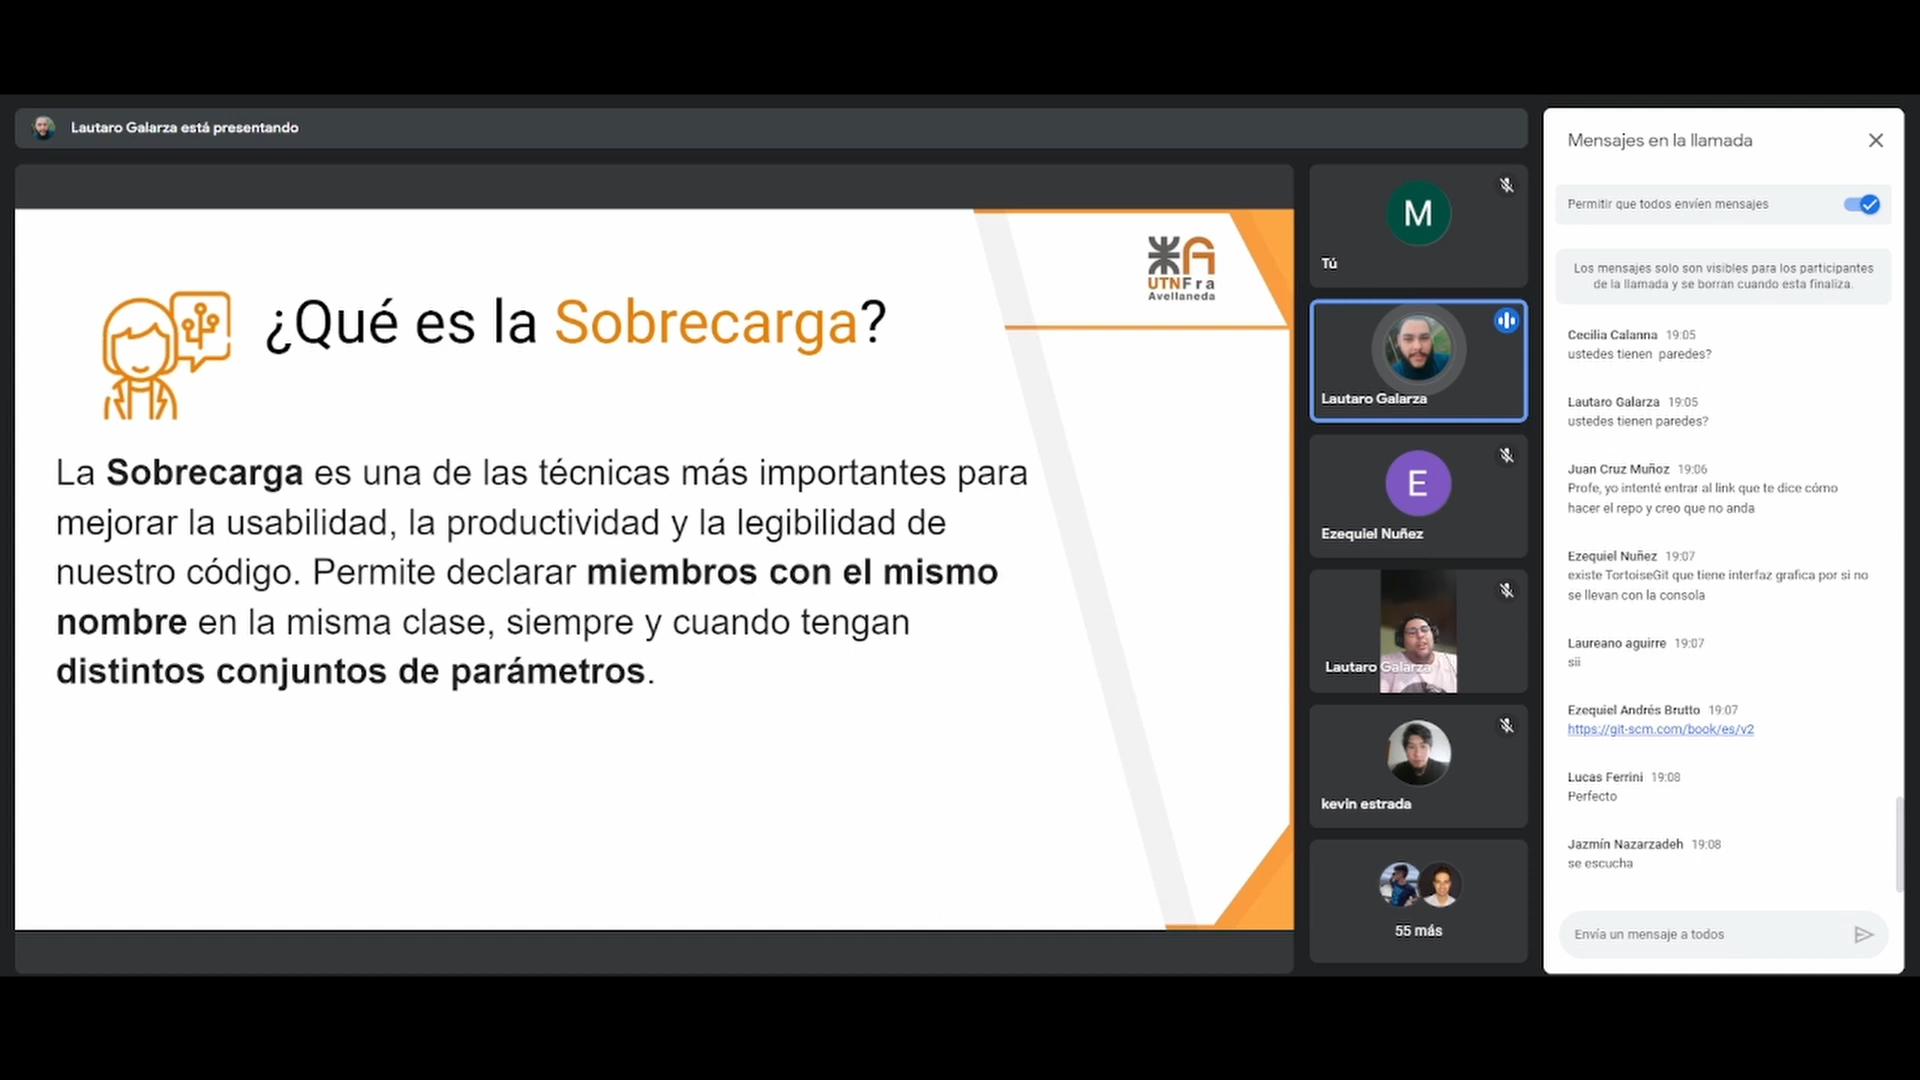 Lautaro Galarza está presentando
¿Qué es la Sobrecarga?
UTNFra
Avellaneda
La Sobrecarga es una de las técnicas más importantes para
mejorar la usabilidad, la productividad y la legibilidad de
nuestro código. Permite declarar miembros con el mismo
nombre en la misma clase, siempre y cuando tengan
distintos conjuntos de parámetros.
M
Tú
Lautaro Galarza
E
Ezequiel Nuñez
Lautaro Galarza
kevin estrada
55 más
Mensajes en la llamada
Permitir que todos envíen mensajes
Los mensajes solo son visibles para los participantes
de la llamada y se borran cuando esta finaliza.
Cecilia Calanna 19:05
ustedes tienen paredes?
Lautaro Galarza 19:05
ustedes tienen paredes?
Juan Cruz Muñoz 19:06
Profe, yo intenté entrar al link que te dice cómo
hacer el repo y creo que no anda
Ezequiel Nuñez 19:07
existe TortoiseGit que tiene interfaz grafica por si no
se llevan con la consola
Laureano aguirre 19:07
sii
Ezequiel Andrés Brutto 19:07
https://git-scm.com/book/es/v2
Lucas Ferrini 19:08
Perfecto
Jazmín Nazarzadeh 19:08
se escucha
Envía un mensaje a todos